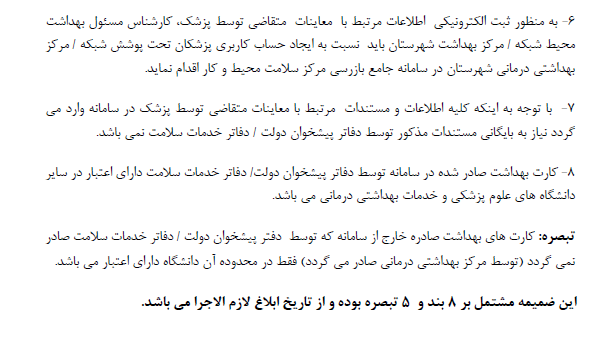 ۶- به منظور ثبت الکترونیکی اطلاعات مرتبط با معاینات متقاضی توسط پزشک، کارشناس مسئول بهداشت
محیط شبکه / مرکز بهداشت شهرستان باید نسبت به ایجاد حساب کاربری پزشکان تحت پوشش شبکه / مرکز
بهداشتی درمانی شهرستان در سامانه جامع بازرسی مرکز سلامت محیط و کار اقدام نماید.
۷- با توجه به اینکه کلیه اطلاعات و مستندات مرتبط با معاینات متقاضی توسط پزشک در سامانه وارد می
گردد نیاز به بایگانی مستندات مذکور توسط دفاتر پیشخوان دولت / دفاتر خدمات سلامت نمی باشد.
۸- کارت بهداشت صادر شده در سامانه توسط دفاتر پیشخوان دولت/ دفاتر خدمات سلامت دارای اعتبار در سایر
دانشگاه های علوم پزشکی و خدمات بهداشتی درمانی می باشد.
تبصره: کارت های بهداشت صادره خارج از سامانه که توسط دفتر پیشخوان دولت / دفاتر خدمات سلامت صادر
نمی گردد (توسط مرکز بهداشتی درمانی صادر می گردد) فقط در محدوده آن دانشگاه دارای اعتبار می باشد.
این ضمیمه مشتمل بر ۸ بند و ۵ تبصره بوده و از تاریخ ابلاغ لازم الاجرا می باشد.